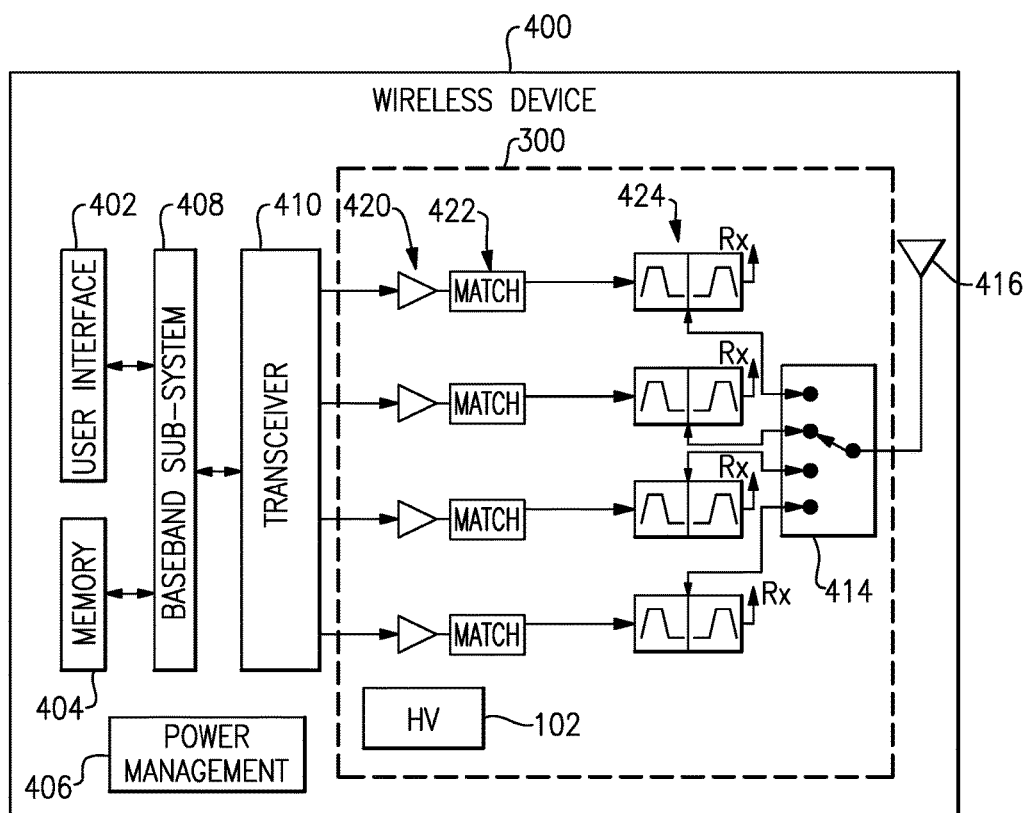 400
WIRELESS DEVICE
300
402
408
410
420
422
424
Rx
416
USER INTERFACE
BASEBAND SUB-SYSTEM
TRANSCEIVER
MATCH
Rx
MATCH
Rx
MATCH
414
MEMORY
MATCH
Rx
404
HV
102
POWER
MANAGEMENT
406